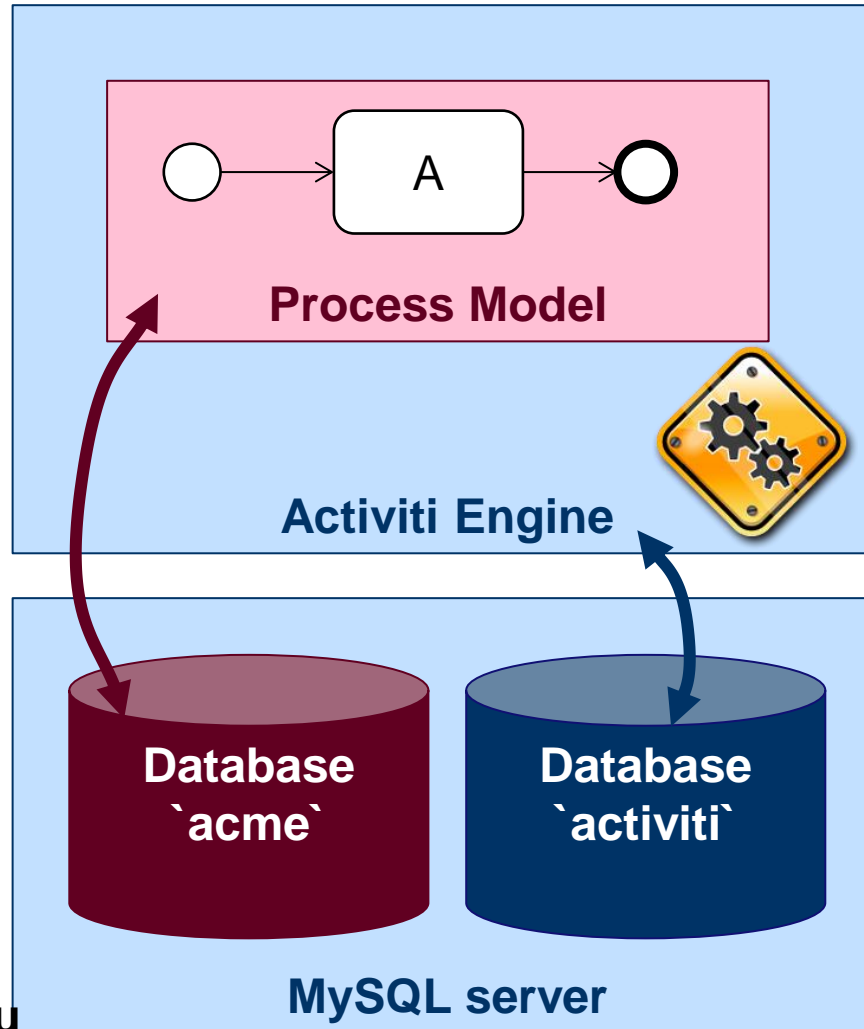 A
Process Model
Activiti Engine
Database
`acme`
Database
`activiti`
MySQL server
u